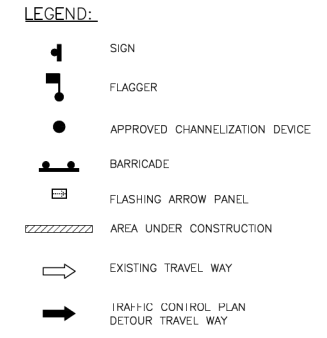 LEGEND:
SIGN
FLAGGER
APPROVED CHANNELIZATION DEVICE
BARRICADE
FLASHING ARROW PANEL
AREA UNDER CONSTRUCTION
EXISTING TRAVEL WAY
TRAFFIC CONTROL PLAN
DETOUR TRAVEL WAY